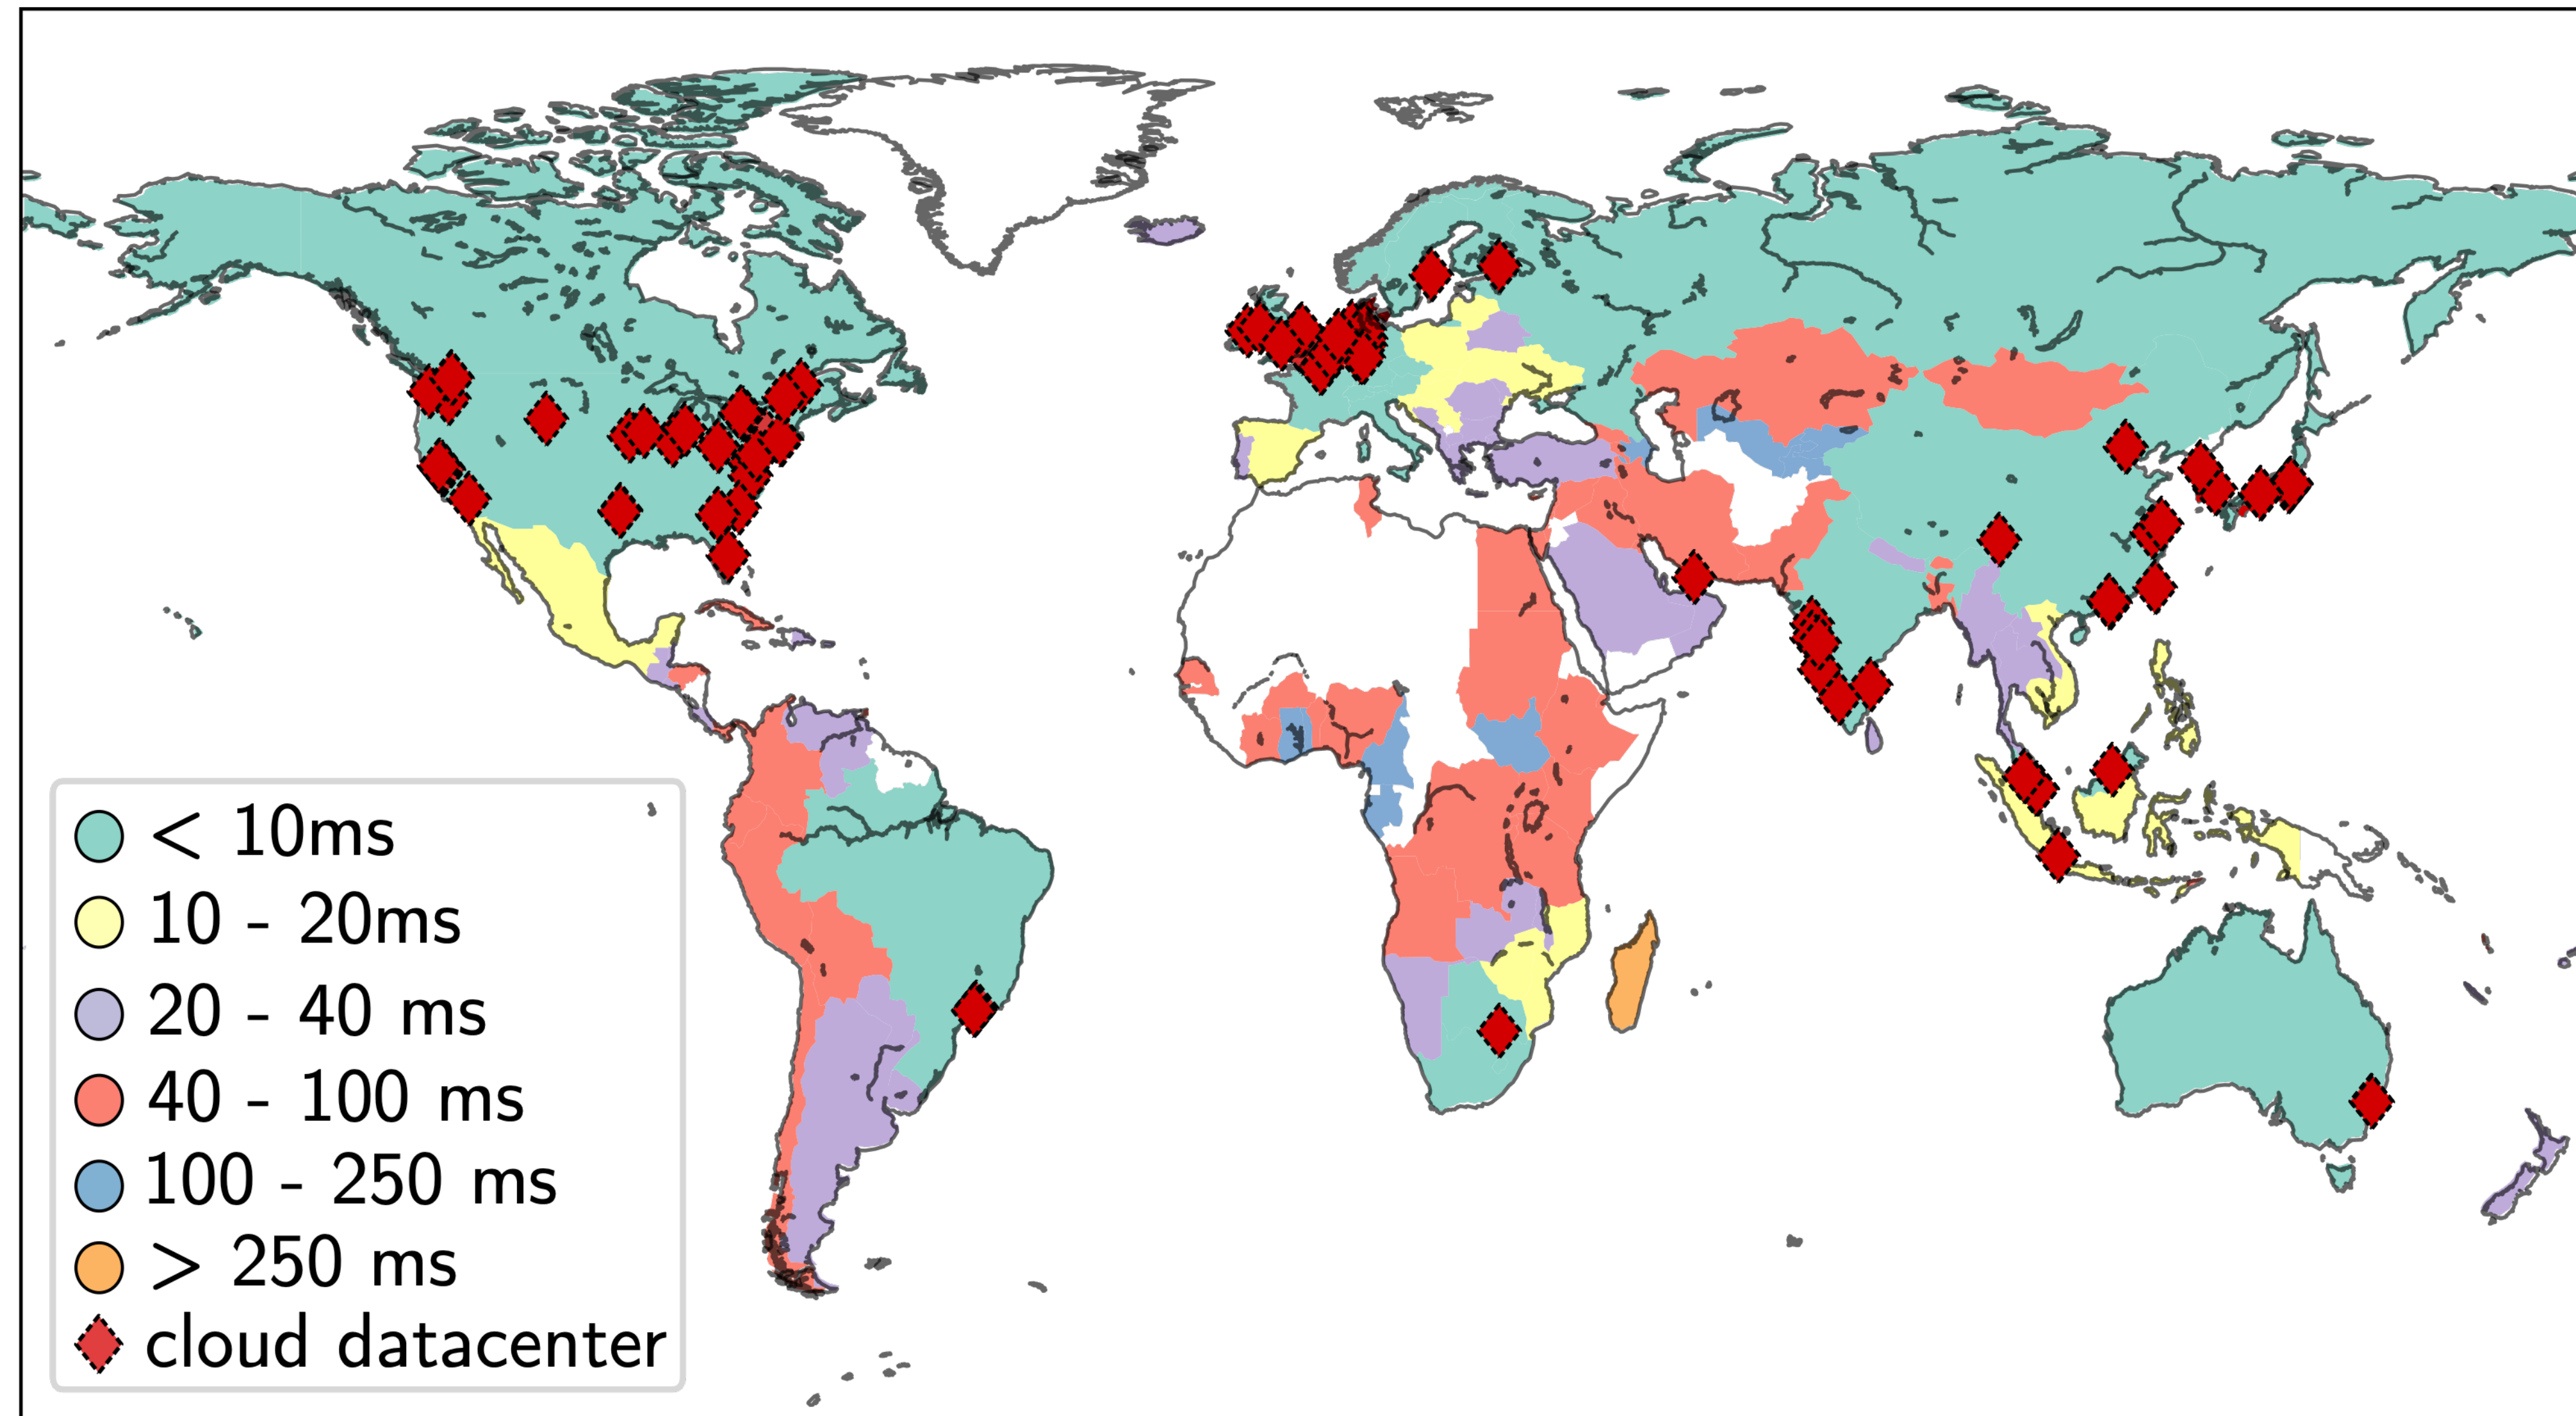 < 10ms
10 - 20ms
20 - 40 ms
40 - 100 ms
100 - 250 ms
> 250 ms
cloud datacenter